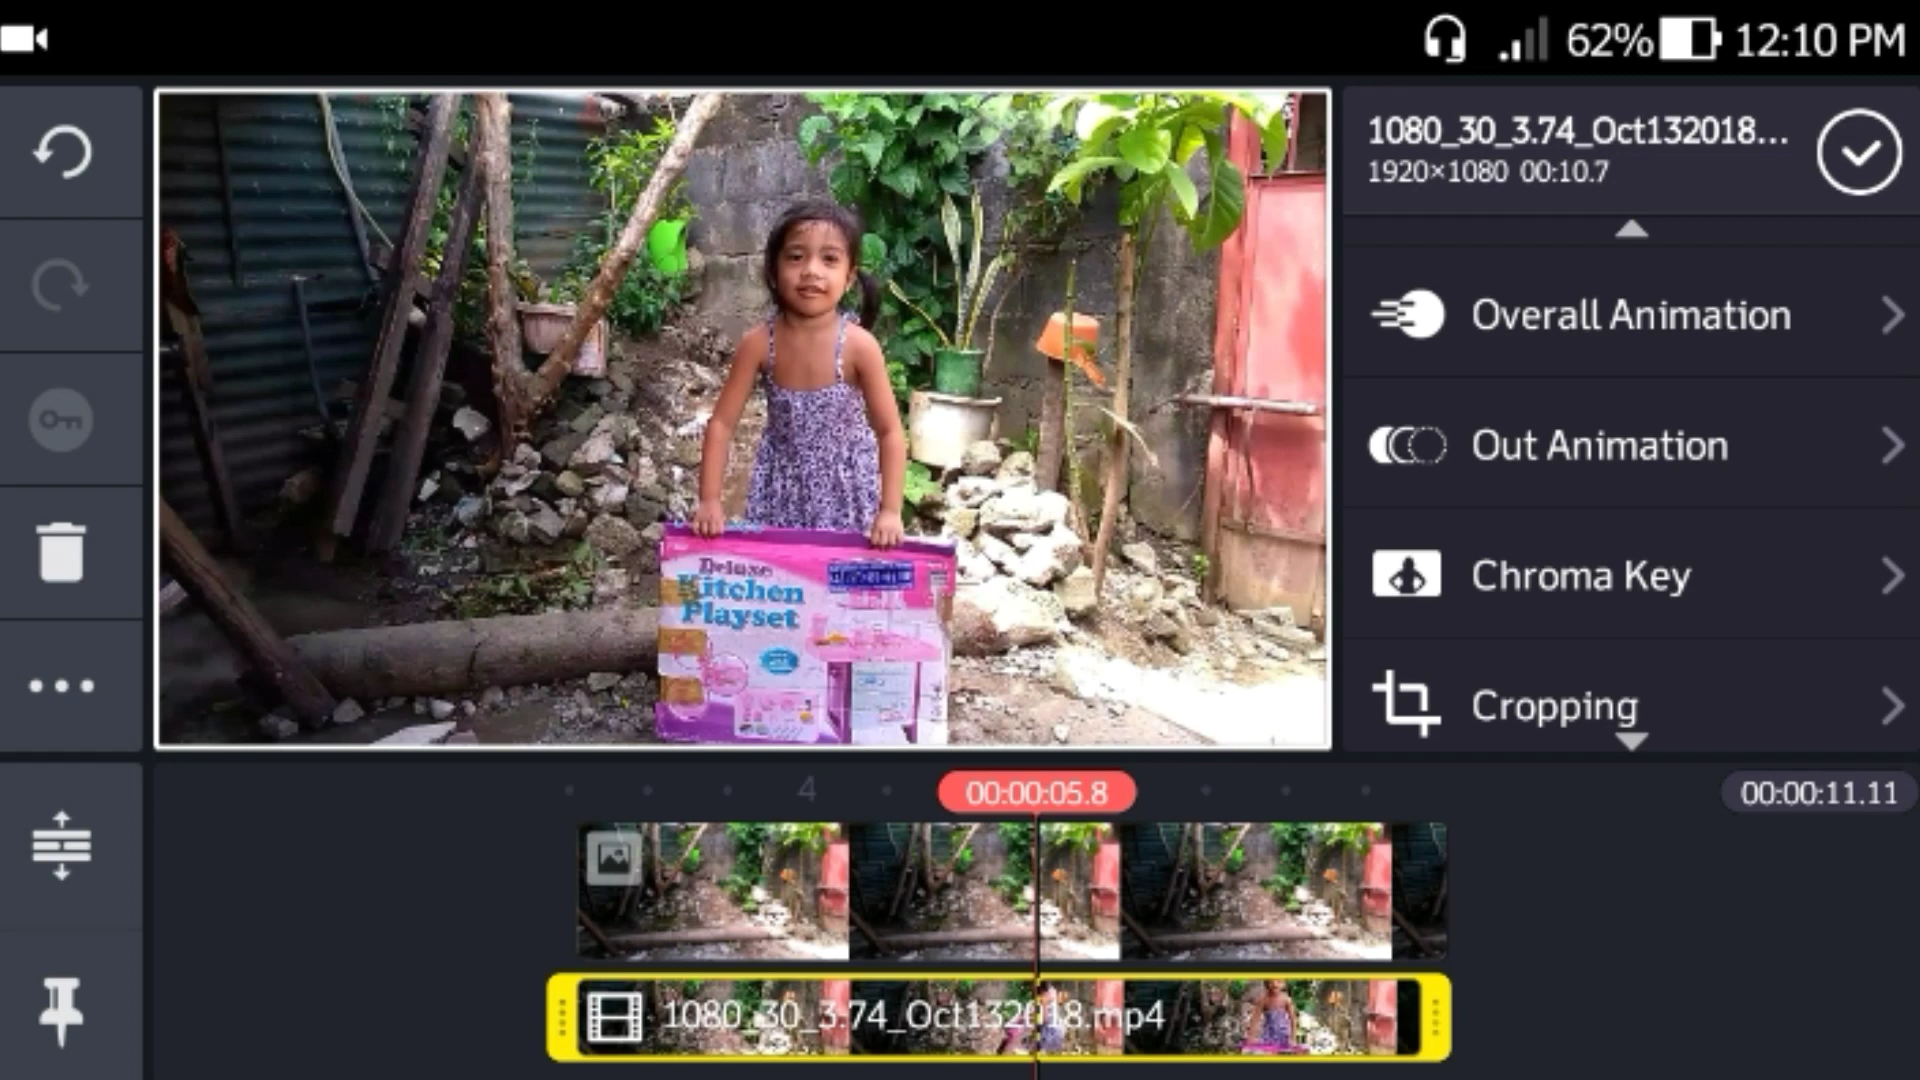 62% 12:10 PM
1080_30_3.74_Oct132018...
1920×1080 00:10.7
Overall Animation
Out Animation
Chroma Key
Cropping
Deluxe
Kitchen
Playset
4
00:00:05.8
00:00:11.11
1080_30_3.74_Oct132018.mp4